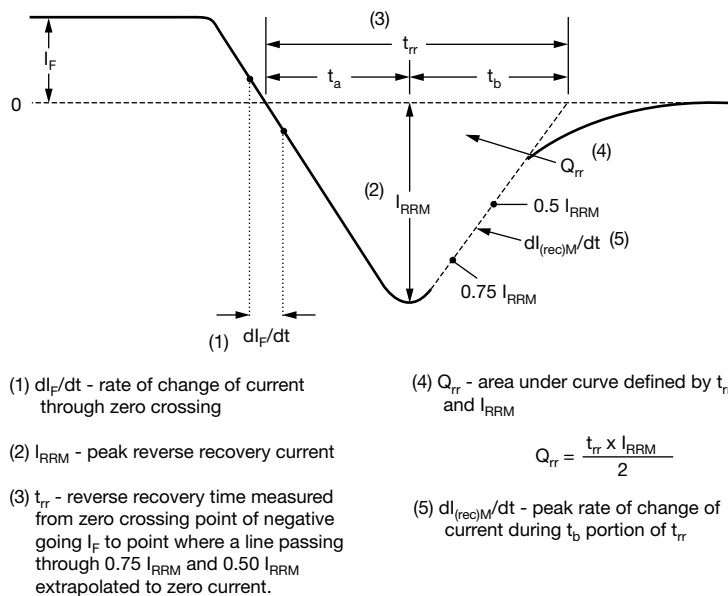 (3)
t_rr
I_F
t_a
t_b
0
Q_rr (4)
(2) I_RRM
0.5 I_RRM
dI_(rec)M/dt (5)
0.75 I_RRM
(1) dI_F/dt
(1) dI_F/dt - rate of change of current
through zero crossing
(2) I_RRM - peak reverse recovery current
(3) t_rr - reverse recovery time measured
from zero crossing point of negative
going I_F to point where a line passing
through 0.75 I_RRM and 0.50 I_RRM
extrapolated to zero current.
(4) Q_rr - area under curve defined by t_r
and I_RRM
Q_rr = t_rr x I_RRM
2
(5) dI_(rec)M/dt - peak rate of change of
current during t_b portion of t_rr